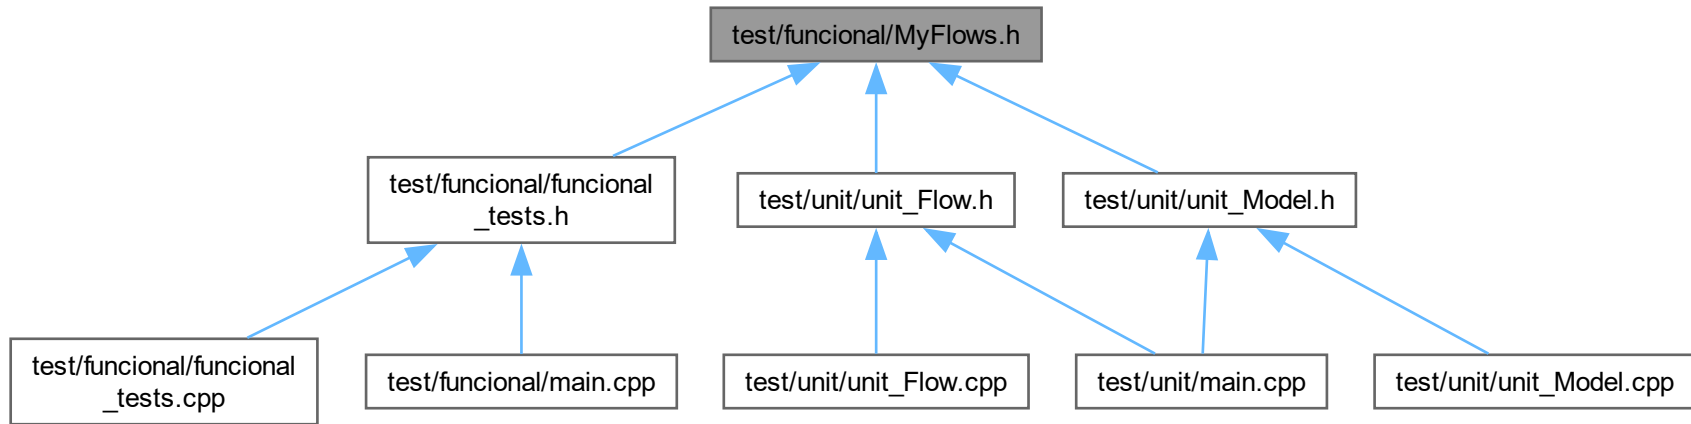 test/funcional/MyFlows.h
test/funcional/funcional
_tests.h
test/unit/unit_Flow.h
test/unit/unit_Model.h
test/funcional/funcional
_tests.cpp
test/funcional/main.cpp
test/unit/unit_Flow.cpp
test/unit/main.cpp
test/unit/unit_Model.cpp